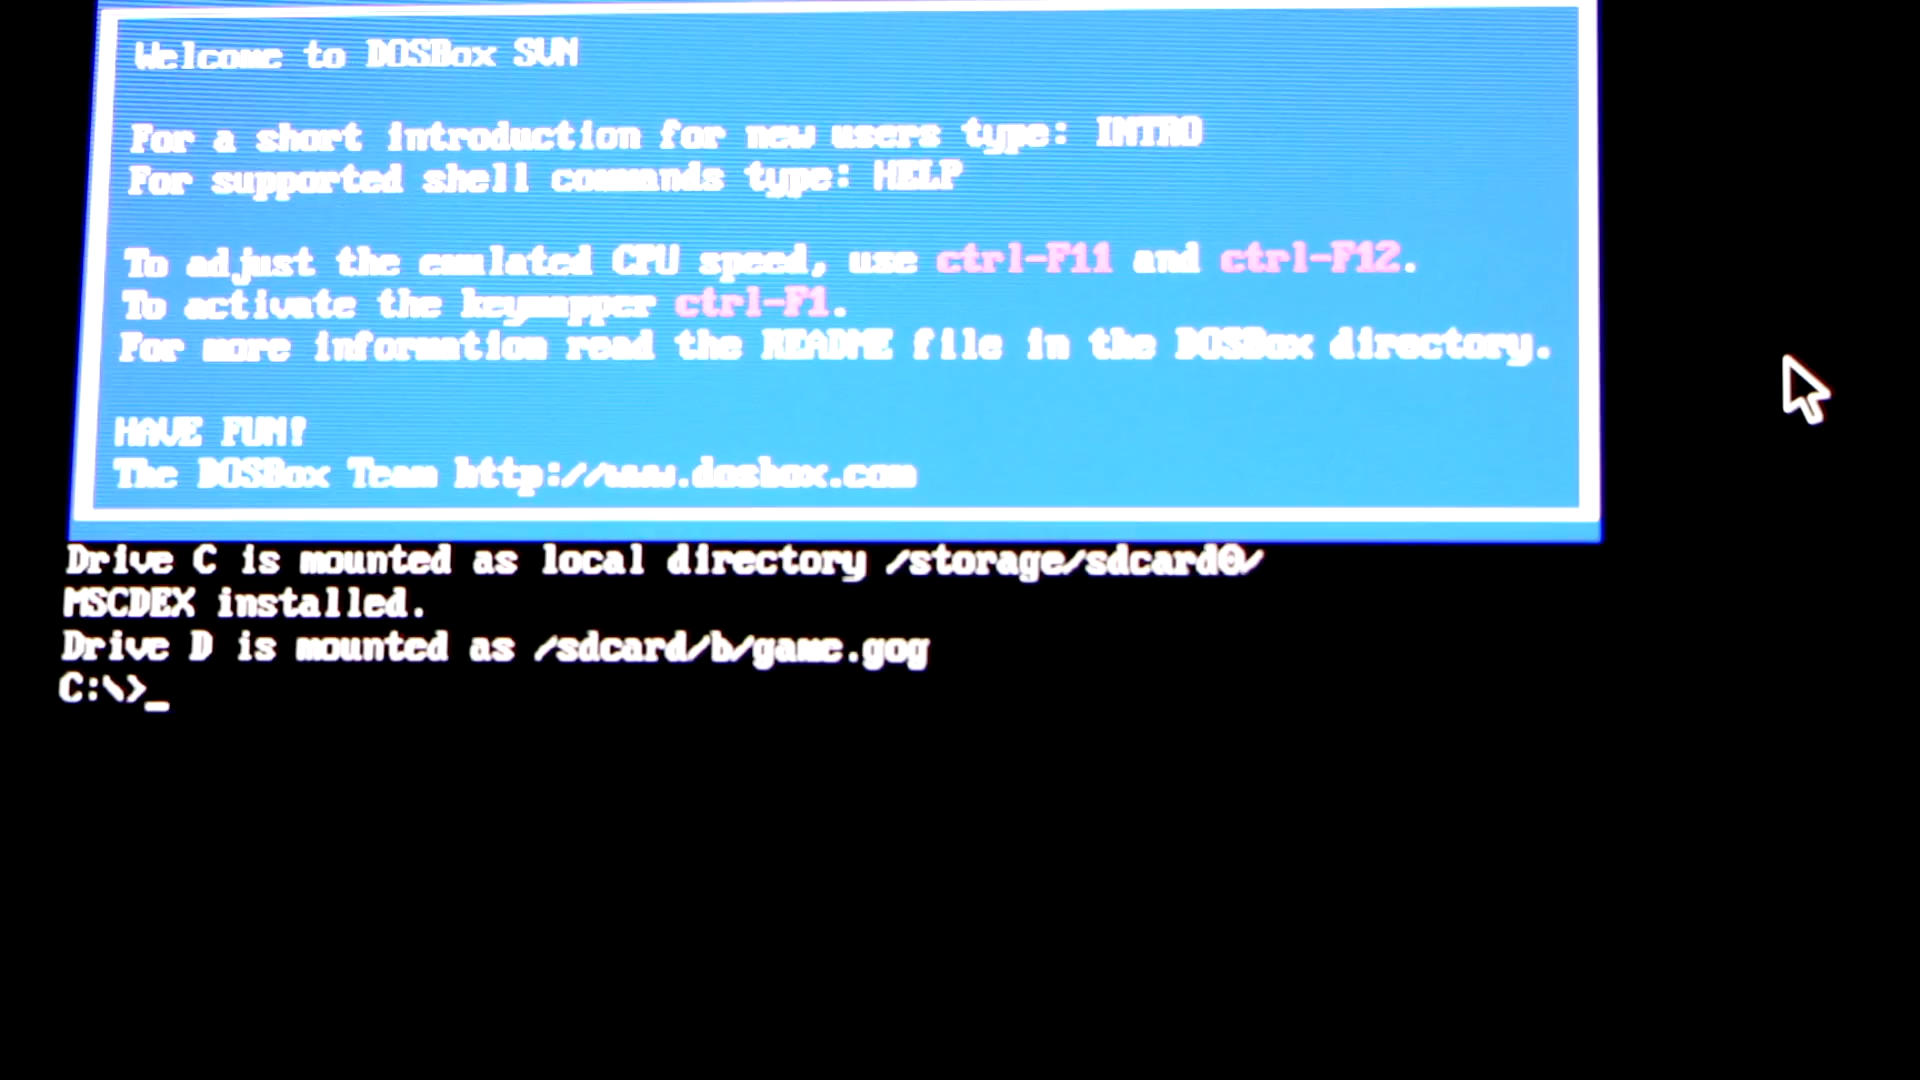 Welcome to DOSBox SVN
For a short introduction for new users type: INTRO
For supported shell commands type: HELP
To adjust the emulated CPU speed, use ctrl-F11 and ctrl-F12.
To activate the keymapper ctrl-F1.
For more information read the README file in the DOSBox directory.
HAVE FUN!
The DOSBox Team http://www.dosbox.com
Drive C is mounted as local directory /storage/sdcard0/
MSCDEX installed.
Drive D is mounted as /sdcard/b/game.gog
C:\>_